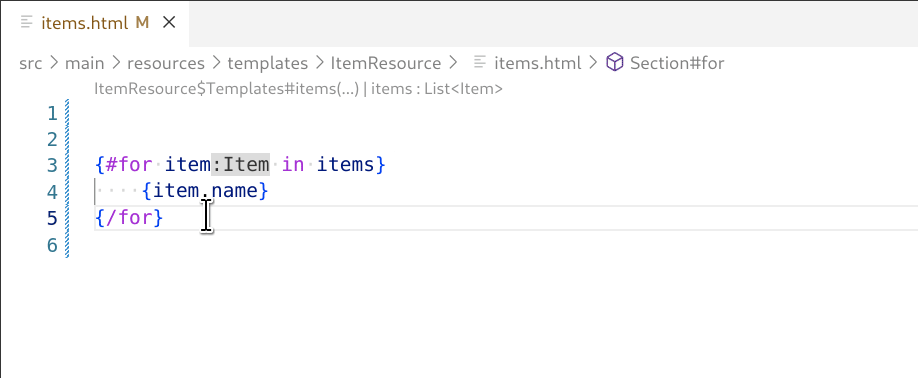 items.html M
src > main > resources > templates > ItemResource > items.html > Section#for
ItemResource$Templates#items(...) | items : List<Item>
1
2
3 {#for item:Item in items}
4 ····{item.name}
5 {/for}
6